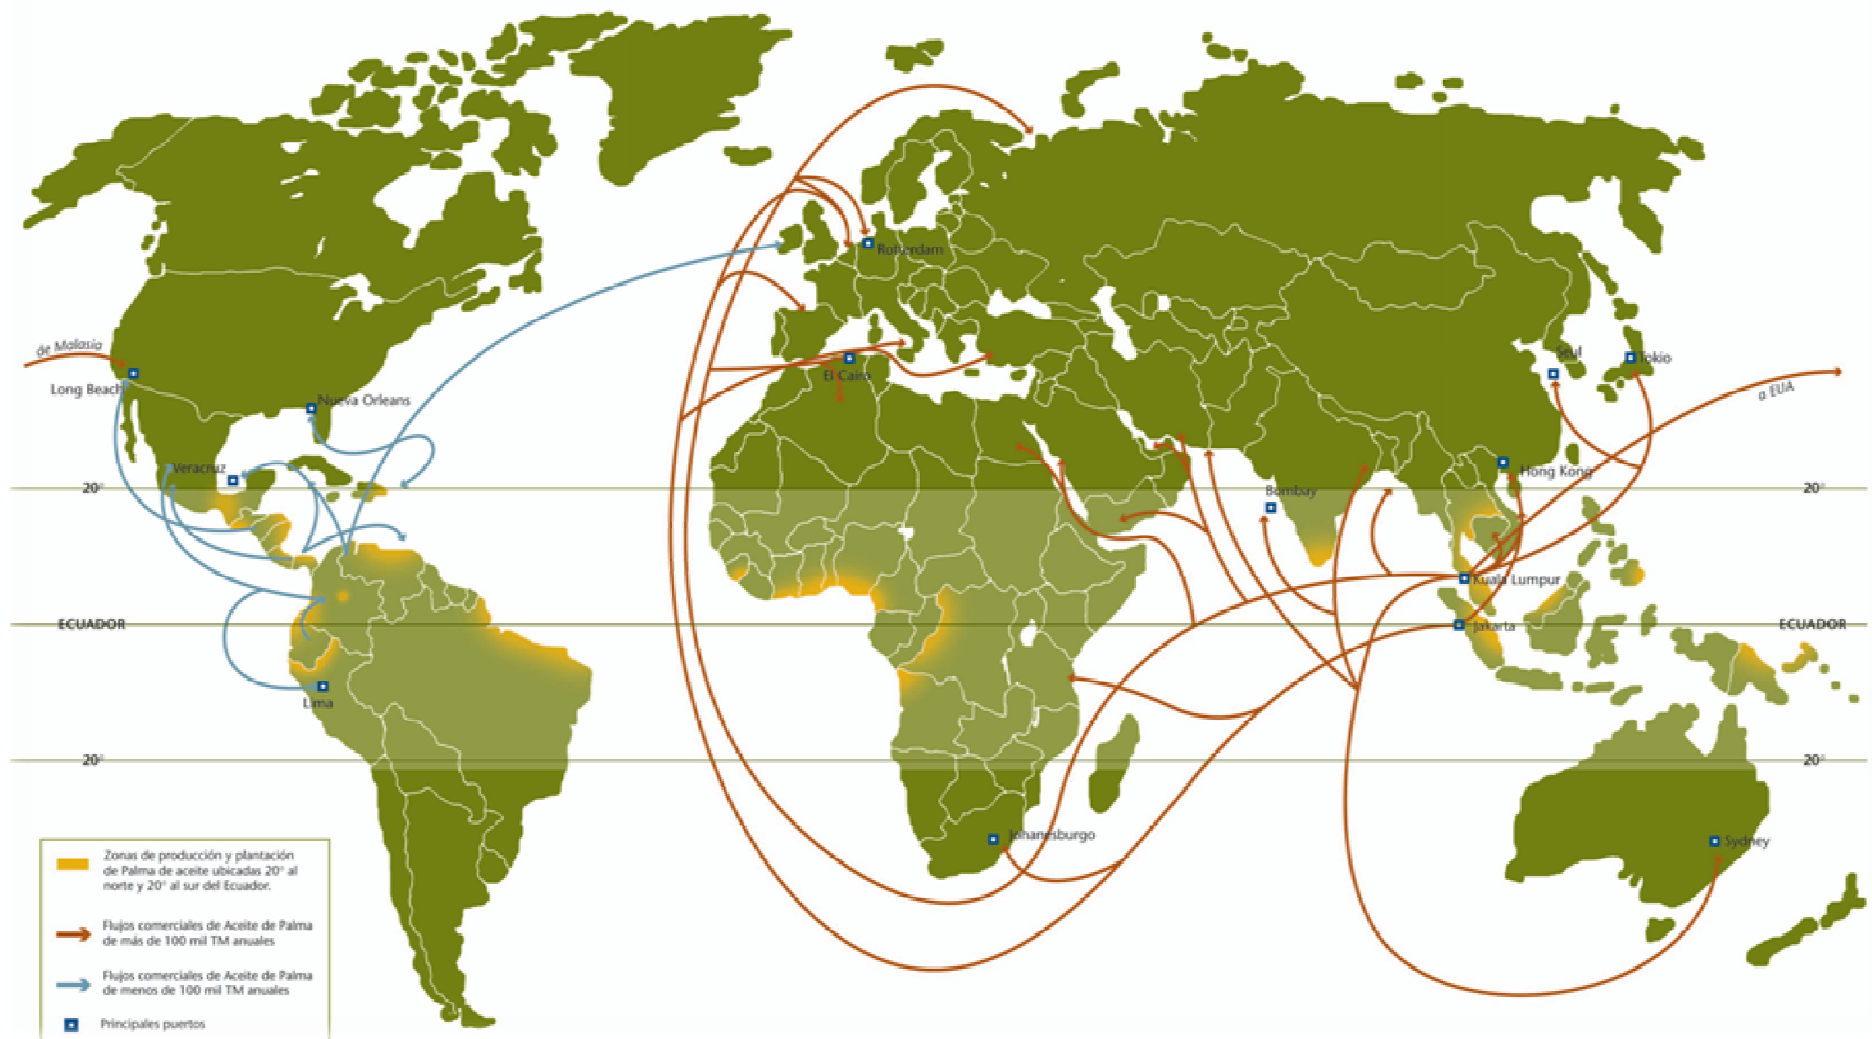 de Malasia
Long Beach
Nueva Orleans
Veracruz
20°
ECUADOR
Lima
20°
Rotterdam
El Cairo
Bombay
Seul
Tokio
a EUA
Hong Kong
20°
Kuala Lumpur
Jakarta
ECUADOR
20°
Johanesburgo
Sydney
Zonas de producción y plantación
de Palma de aceite ubicadas 20° al
norte y 20° al sur del Ecuador.
Flujos comerciales de Aceite de Palma
de más de 100 mil TM anuales
Flujos comerciales de Aceite de Palma
de menos de 100 mil TM anuales
Principales puertos